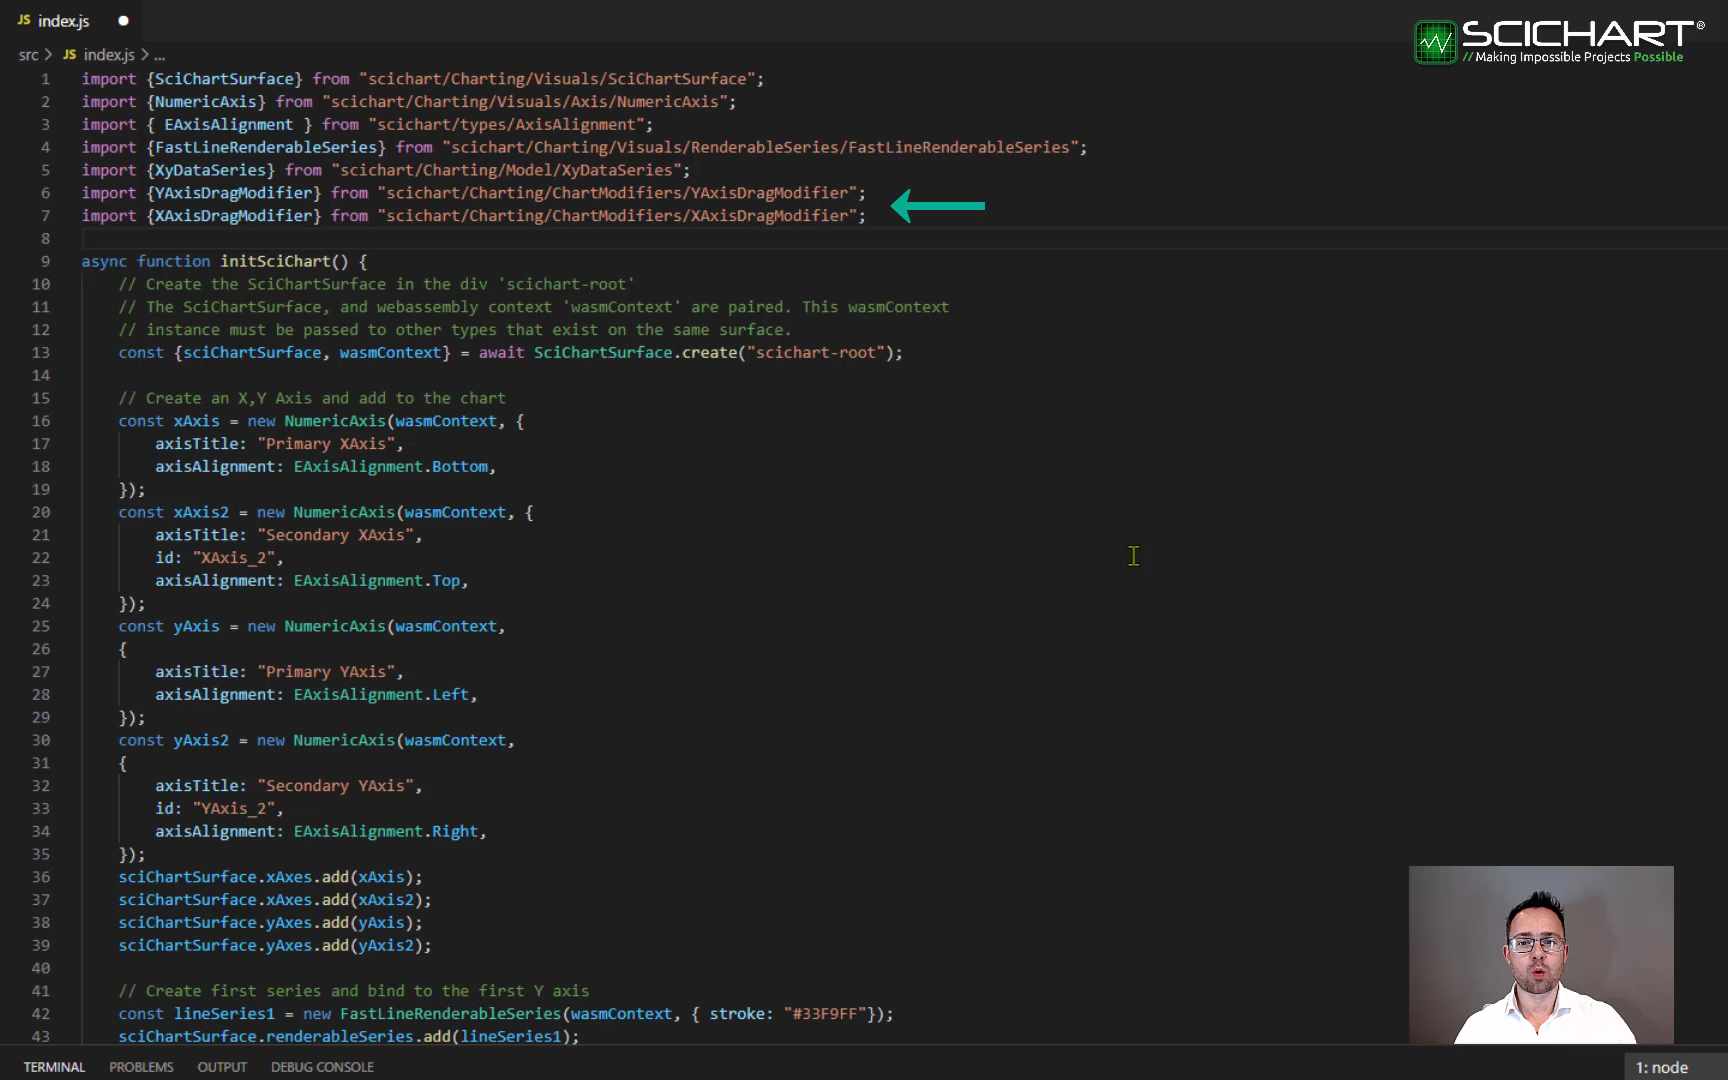 JS index.js
SCICHART®
// Making Impossible Projects Possible
src > JS index.js > ...
1 import {SciChartSurface} from "scichart/Charting/Visuals/SciChartSurface";
2 import {NumericAxis} from "scichart/Charting/Visuals/Axis/NumericAxis";
3 import { EAxisAlignment } from "scichart/types/AxisAlignment";
4 import {FastLineRenderableSeries} from "scichart/Charting/Visuals/RenderableSeries/FastLineRenderableSeries";
5 import {XyDataSeries} from "scichart/Charting/Model/XyDataSeries";
6 import {YAxisDragModifier} from "scichart/Charting/ChartModifiers/YAxisDragModifier";
7 import {XAxisDragModifier} from "scichart/Charting/ChartModifiers/XAxisDragModifier";
8
9 async function initSciChart() {
10 // Create the SciChartSurface in the div 'scichart-root'
11 // The SciChartSurface, and webassembly context 'wasmContext' are paired. This wasmContext
12 // instance must be passed to other types that exist on the same surface.
13 const {sciChartSurface, wasmContext} = await SciChartSurface.create("scichart-root");
14
15 // Create an X,Y Axis and add to the chart
16 const xAxis = new NumericAxis(wasmContext, {
17 axisTitle: "Primary XAxis",
18 axisAlignment: EAxisAlignment.Bottom,
19 });
20 const xAxis2 = new NumericAxis(wasmContext, {
21 axisTitle: "Secondary XAxis",
22 id: "XAxis_2",
23 axisAlignment: EAxisAlignment.Top,
24 });
25 const yAxis = new NumericAxis(wasmContext,
26 {
27 axisTitle: "Primary YAxis",
28 axisAlignment: EAxisAlignment.Left,
29 });
30 const yAxis2 = new NumericAxis(wasmContext,
31 {
32 axisTitle: "Secondary YAxis",
33 id: "YAxis_2",
34 axisAlignment: EAxisAlignment.Right,
35 });
36 sciChartSurface.xAxes.add(xAxis);
37 sciChartSurface.xAxes.add(xAxis2);
38 sciChartSurface.yAxes.add(yAxis);
39 sciChartSurface.yAxes.add(yAxis2);
40
41 // Create first series and bind to the first Y axis
42 const lineSeries1 = new FastLineRenderableSeries(wasmContext, { stroke: "#33F9FF"});
43 sciChartSurface.renderableSeries.add(lineSeries1);
TERMINAL PROBLEMS OUTPUT DEBUG CONSOLE 1: node